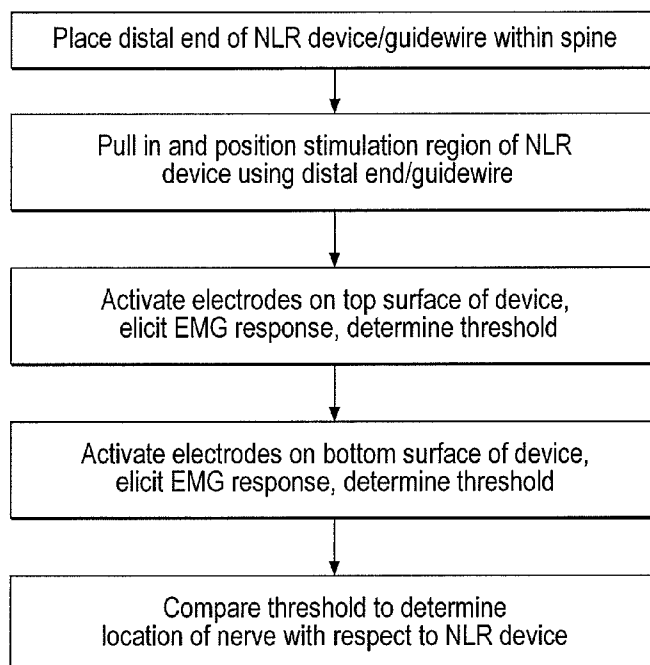 Place distal end of NLR device/guidewire within spine
Pull in and position stimulation region of NLR
device using distal end/guidewire
Activate electrodes on top surface of device,
elicit EMG response, determine threshold
Activate electrodes on bottom surface of device,
elicit EMG response, determine threshold
Compare threshold to determine
location of nerve with respect to NLR device